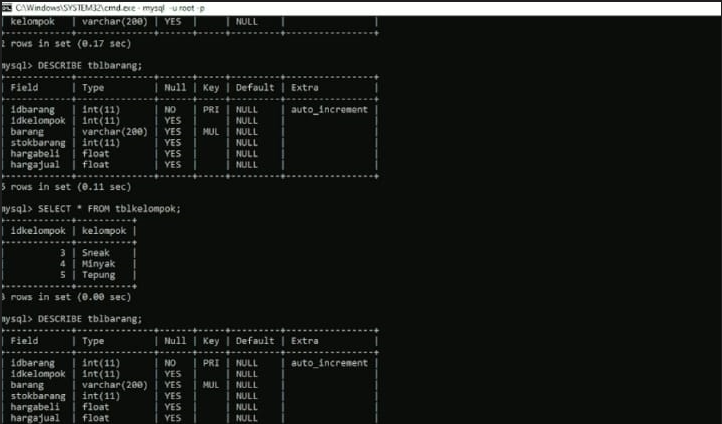 C:\Windows\SYSTEM32\cmd.exe - mysql -u root -p
| kelompok | varchar(200) | YES | | NULL | |
rows in set (0.17 sec)
mysql> DESCRIBE tblbarang;
| Field | Type | Null | Key | Default | Extra |
| idbarang | int(11) | NO | PRI | NULL | auto_increment |
| idkelompok | int(11) | YES | | NULL | |
| barang | varchar(200) | YES | MUL | NULL | |
| stokbarang | int(11) | YES | | NULL | |
| hargabeli | float | YES | | NULL | |
| hargajual | float | YES | | NULL | |
rows in set (0.11 sec)
mysql> SELECT * FROM tblkelompok;
| idkelompok | kelompok |
| 3 | Sneak |
| 4 | Minyak |
| 5 | Tepung |
3 rows in set (0.00 sec)
mysql> DESCRIBE tblbarang;
| Field | Type | Null | Key | Default | Extra |
| idbarang | int(11) | NO | PRI | NULL | auto_increment |
| idkelompok | int(11) | YES | | NULL | |
| barang | varchar(200) | YES | MUL | NULL | |
| stokbarang | int(11) | YES | | NULL | |
| hargabeli | float | YES | | NULL | |
| hargajual | float | YES | | NULL | |